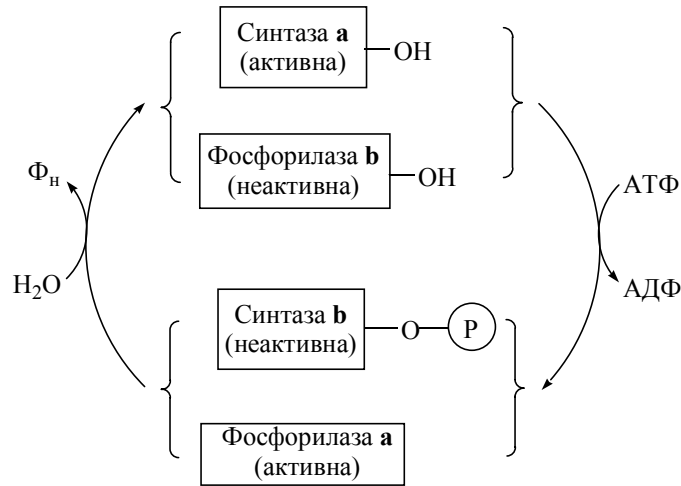 Синтаза a
(активна)
OH
Фосфорилаза b
(неактивна)
OH
Фн
H2O
АТФ
АДФ
Синтаза b
(неактивна)
O
P
Фосфорилаза a
(активна)